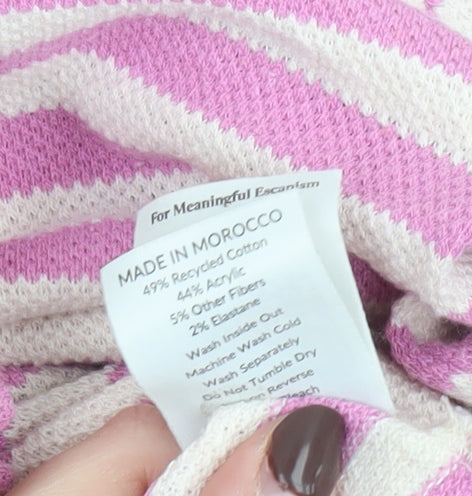 For Meaningful Escapism
MADE IN MOROCCO
49% Recycled Cotton
44% Acrylic
5% Other Fibers
2% Elastane
Wash Inside Out
Machine Wash Cold
Wash Separately
Do Not Tumble Dry
Reverse
Bleach